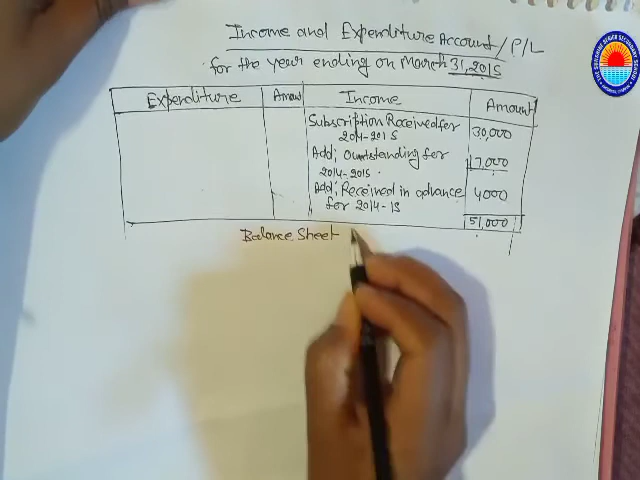 Income and Expenditure Account/P/L
for the year ending on March 31, 2015
Expenditure Amount Income Amount
Subscription Received for 30,000
2014-2015
Add; Outstanding for 17,000
2014-2015.
Add; Received in advance 4000
for 2014-15
51,000
Balance Sheet